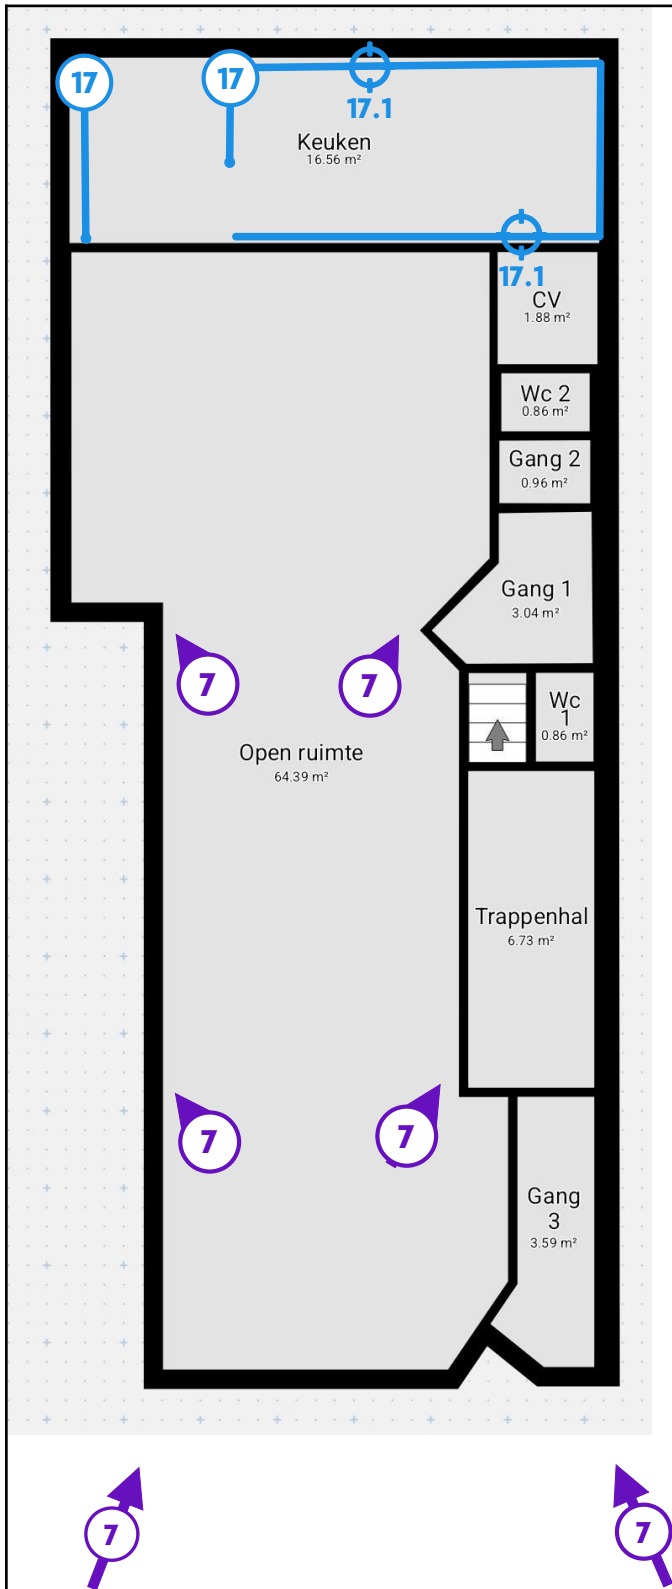 17
17
17.1
Keuken
16.56 m²
17.1
CV
1.88 m²
Wc 2
0.86 m²
Gang 2
0.96 m²
Gang 1
3.04 m²
7
7
Wc
1
0.86 m²
Open ruimte
64.39 m²
Trappenhal
6.73 m²
7
7
Gang
3
3.59 m²
7
7